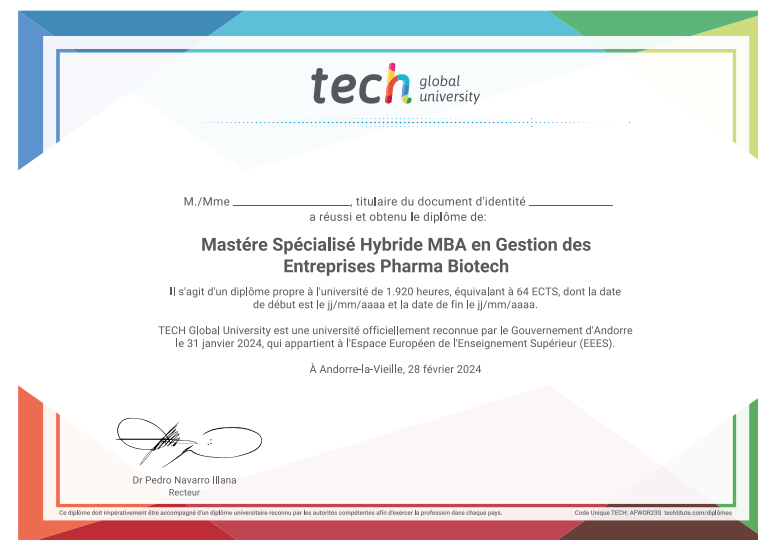 tech global
university
M./Mme ____________________, titulaire du document d'identité ______________
a réussi et obtenu le diplôme de:
Mastére Spécialisé Hybride MBA en Gestion des
Entreprises Pharma Biotech
Il s'agit d'un diplôme propre à l'université de 1.920 heures, équivalant à 64 ECTS, dont la date
de début est le jj/mm/aaaa et la date de fin le jj/mm/aaaa.
TECH Global University est une université officiellement reconnue par le Gouvernement d'Andorre
le 31 janvier 2024, qui appartient à l'Espace Européen de l'Enseignement Supérieur (EEES).
À Andorre-la-Vieille, 28 février 2024
Dr Pedro Navarro Illana
Recteur
Ce diplôme doit impérativement être accompagné d'un diplôme universitaire reconnu par les autorités compétentes afin d'exercer la profession dans chaque pays.
Code Unique TECH: AFWOR23S techtitute.com/diplômes